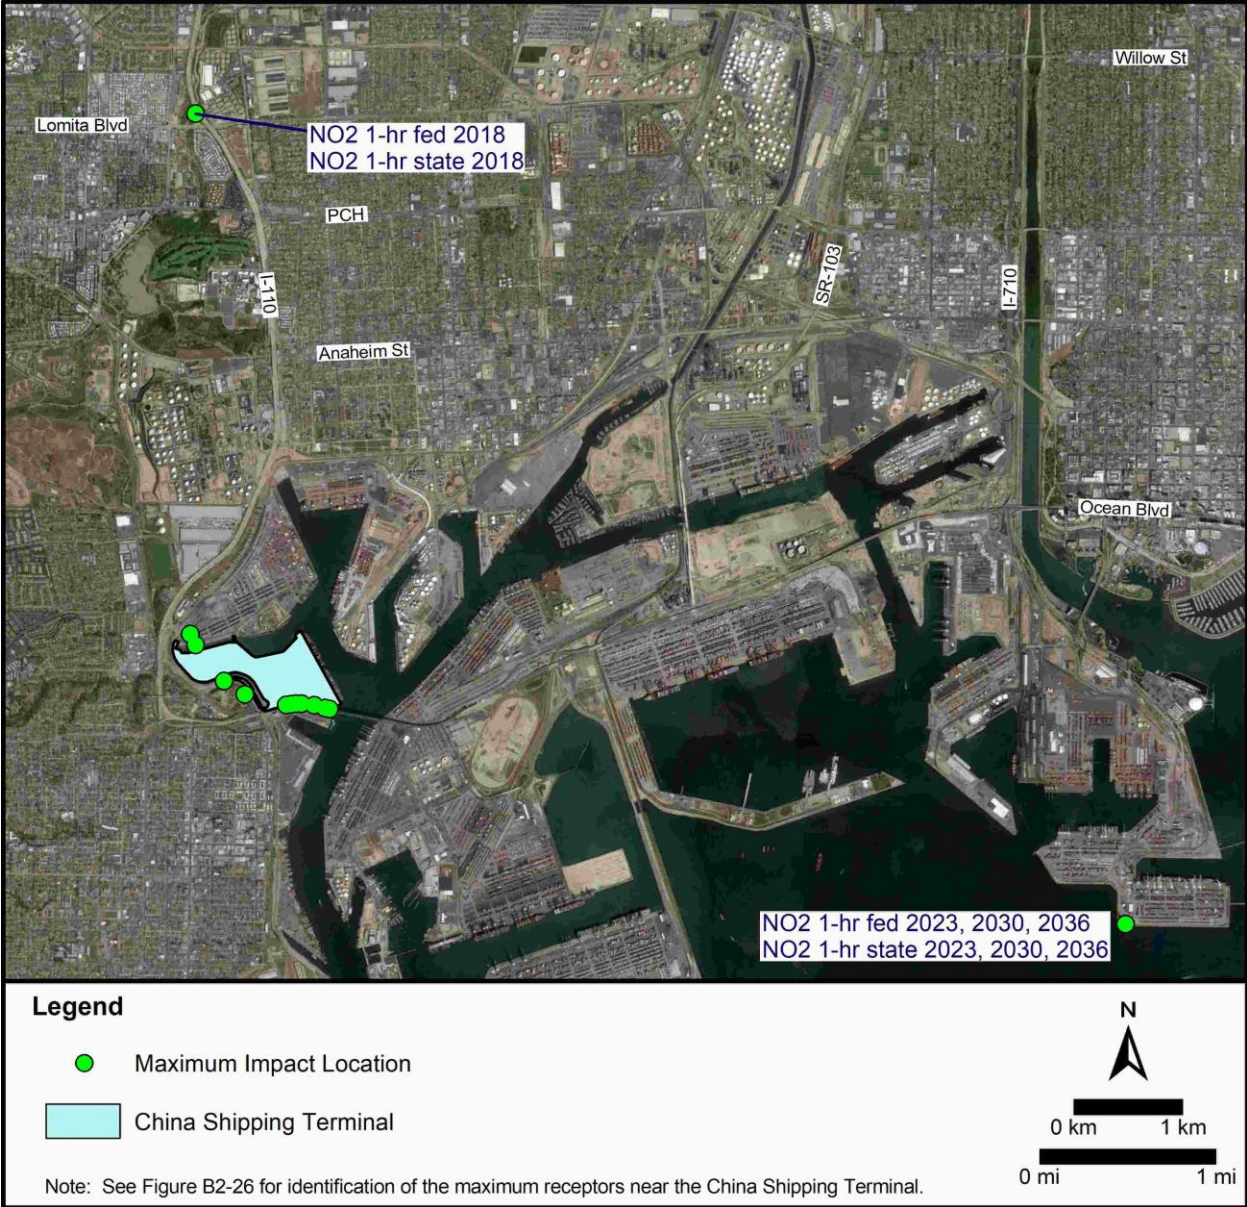 Willow St
Lomita Blvd
NO2 1-hr fed 2018
NO2 1-hr state 2018
PCH
I-110
SR-103
I-710
Anaheim St
Ocean Blvd
NO2 1-hr fed 2023, 2030, 2036
NO2 1-hr state 2023, 2030, 2036
Legend
Maximum Impact Location
China Shipping Terminal
N
0 km 1 km
0 mi 1 mi
Note: See Figure B2-26 for identification of the maximum receptors near the China Shipping Terminal.